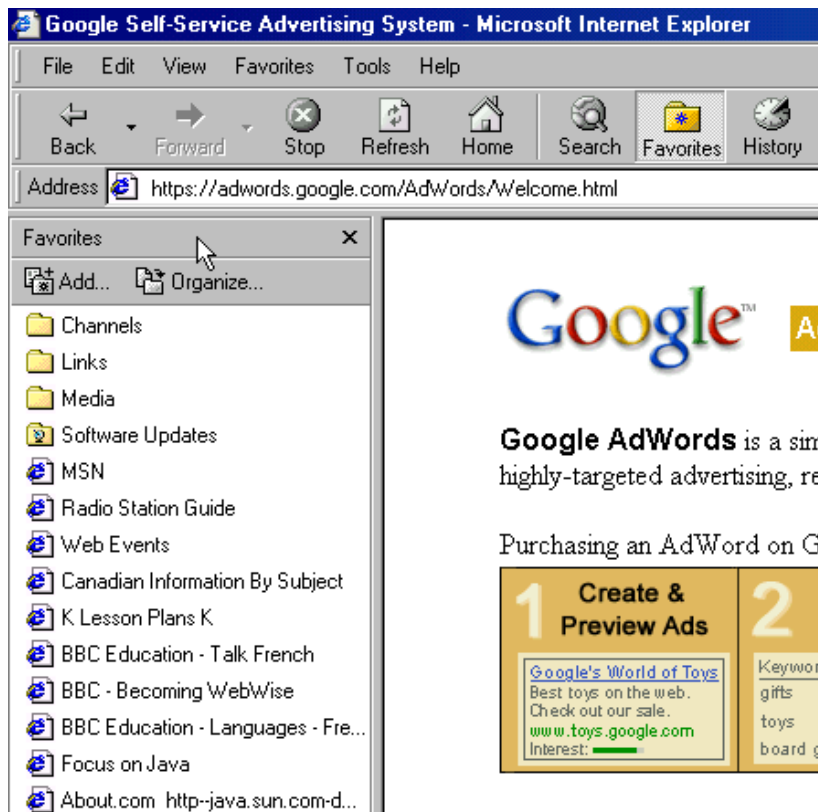 Google Self-Service Advertising System - Microsoft Internet Explorer
File Edit View Favorites Tools Help
Back Forward Stop Refresh Home Search Favorites History
Address https://adwords.google.com/AdWords/Welcome.html
Favorites
Add... Organize...
Channels
Links
Media
Software Updates
MSN
Radio Station Guide
Web Events
Canadian Information By Subject
K Lesson Plans K
BBC Education - Talk French
BBC - Becoming WebWise
BBC Education - Languages - Fre...
Focus on Java
About.com http--java.sun.com-d...
Google™ A
Google AdWords is a sim
highly-targeted advertising, re
Purchasing an AdWord on G
1 Create &
Preview Ads
Google's World of Toys
Best toys on the web.
Check out our sale.
www.toys.google.com
Interest:
2
Keywor
gifts
toys
board g